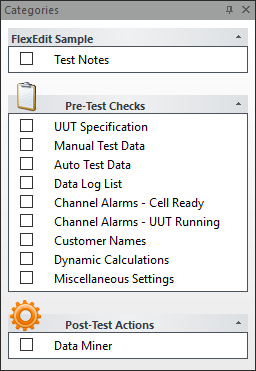 Categories
FlexEdit Sample
Test Notes
Pre-Test Checks
UUT Specification
Manual Test Data
Auto Test Data
Data Log List
Channel Alarms - Cell Ready
Channel Alarms - UUT Running
Customer Names
Dynamic Calculations
Miscellaneous Settings
Post-Test Actions
Data Miner